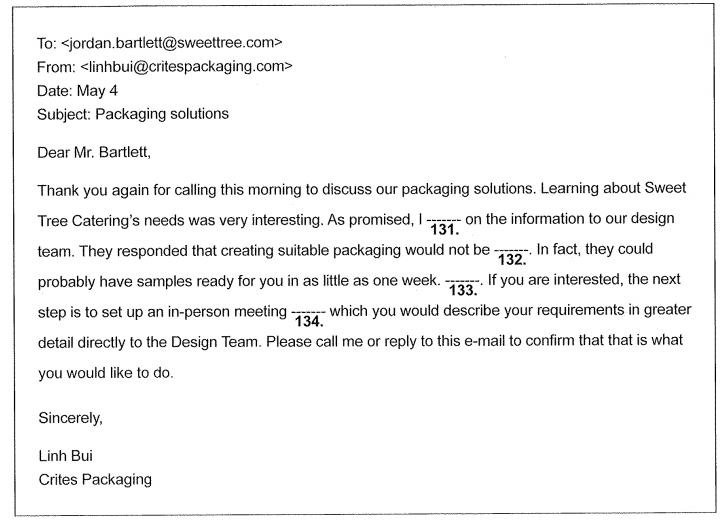 To: <jordan.bartlett@sweettree.com>
From: <linhbui@critespackaging.com>
Date: May 4
Subject: Packaging solutions
Dear Mr. Bartlett,
Thank you again for calling this morning to discuss our packaging solutions. Learning about Sweet
Tree Catering's needs was very interesting. As promised, I ------- on the information to our design
131.
team. They responded that creating suitable packaging would not be -------. In fact, they could
132.
probably have samples ready for you in as little as one week. -------. If you are interested, the next
133.
step is to set up an in-person meeting ------- which you would describe your requirements in greater
134.
detail directly to the Design Team. Please call me or reply to this e-mail to confirm that that is what
you would like to do.
Sincerely,
Linh Bui
Crites Packaging